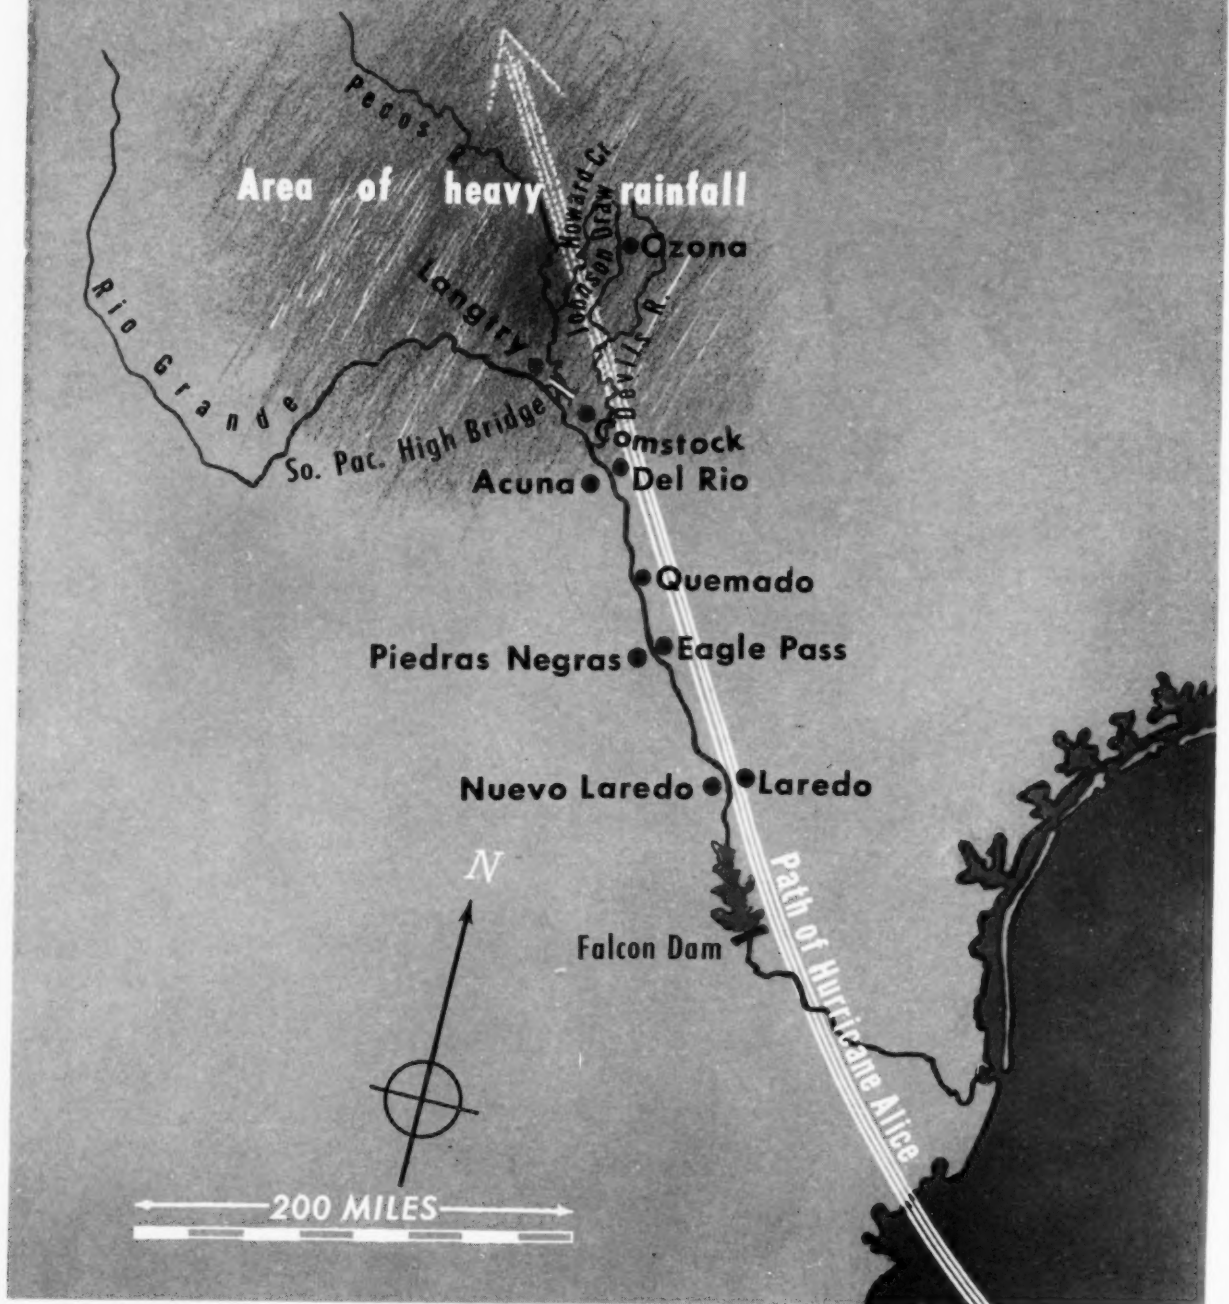 Pecos
Area of heavy rainfall
Howard Cr.
Johnson Draw
Ozona
Langtry
Rio Grande
Devils R.
So. Pac. High Bridge
Comstock
Acuna
Del Rio
Quemado
Piedras Negras
Eagle Pass
Nuevo Laredo
Laredo
N
Path of Hurricane Alice
Falcon Dam
200 MILES